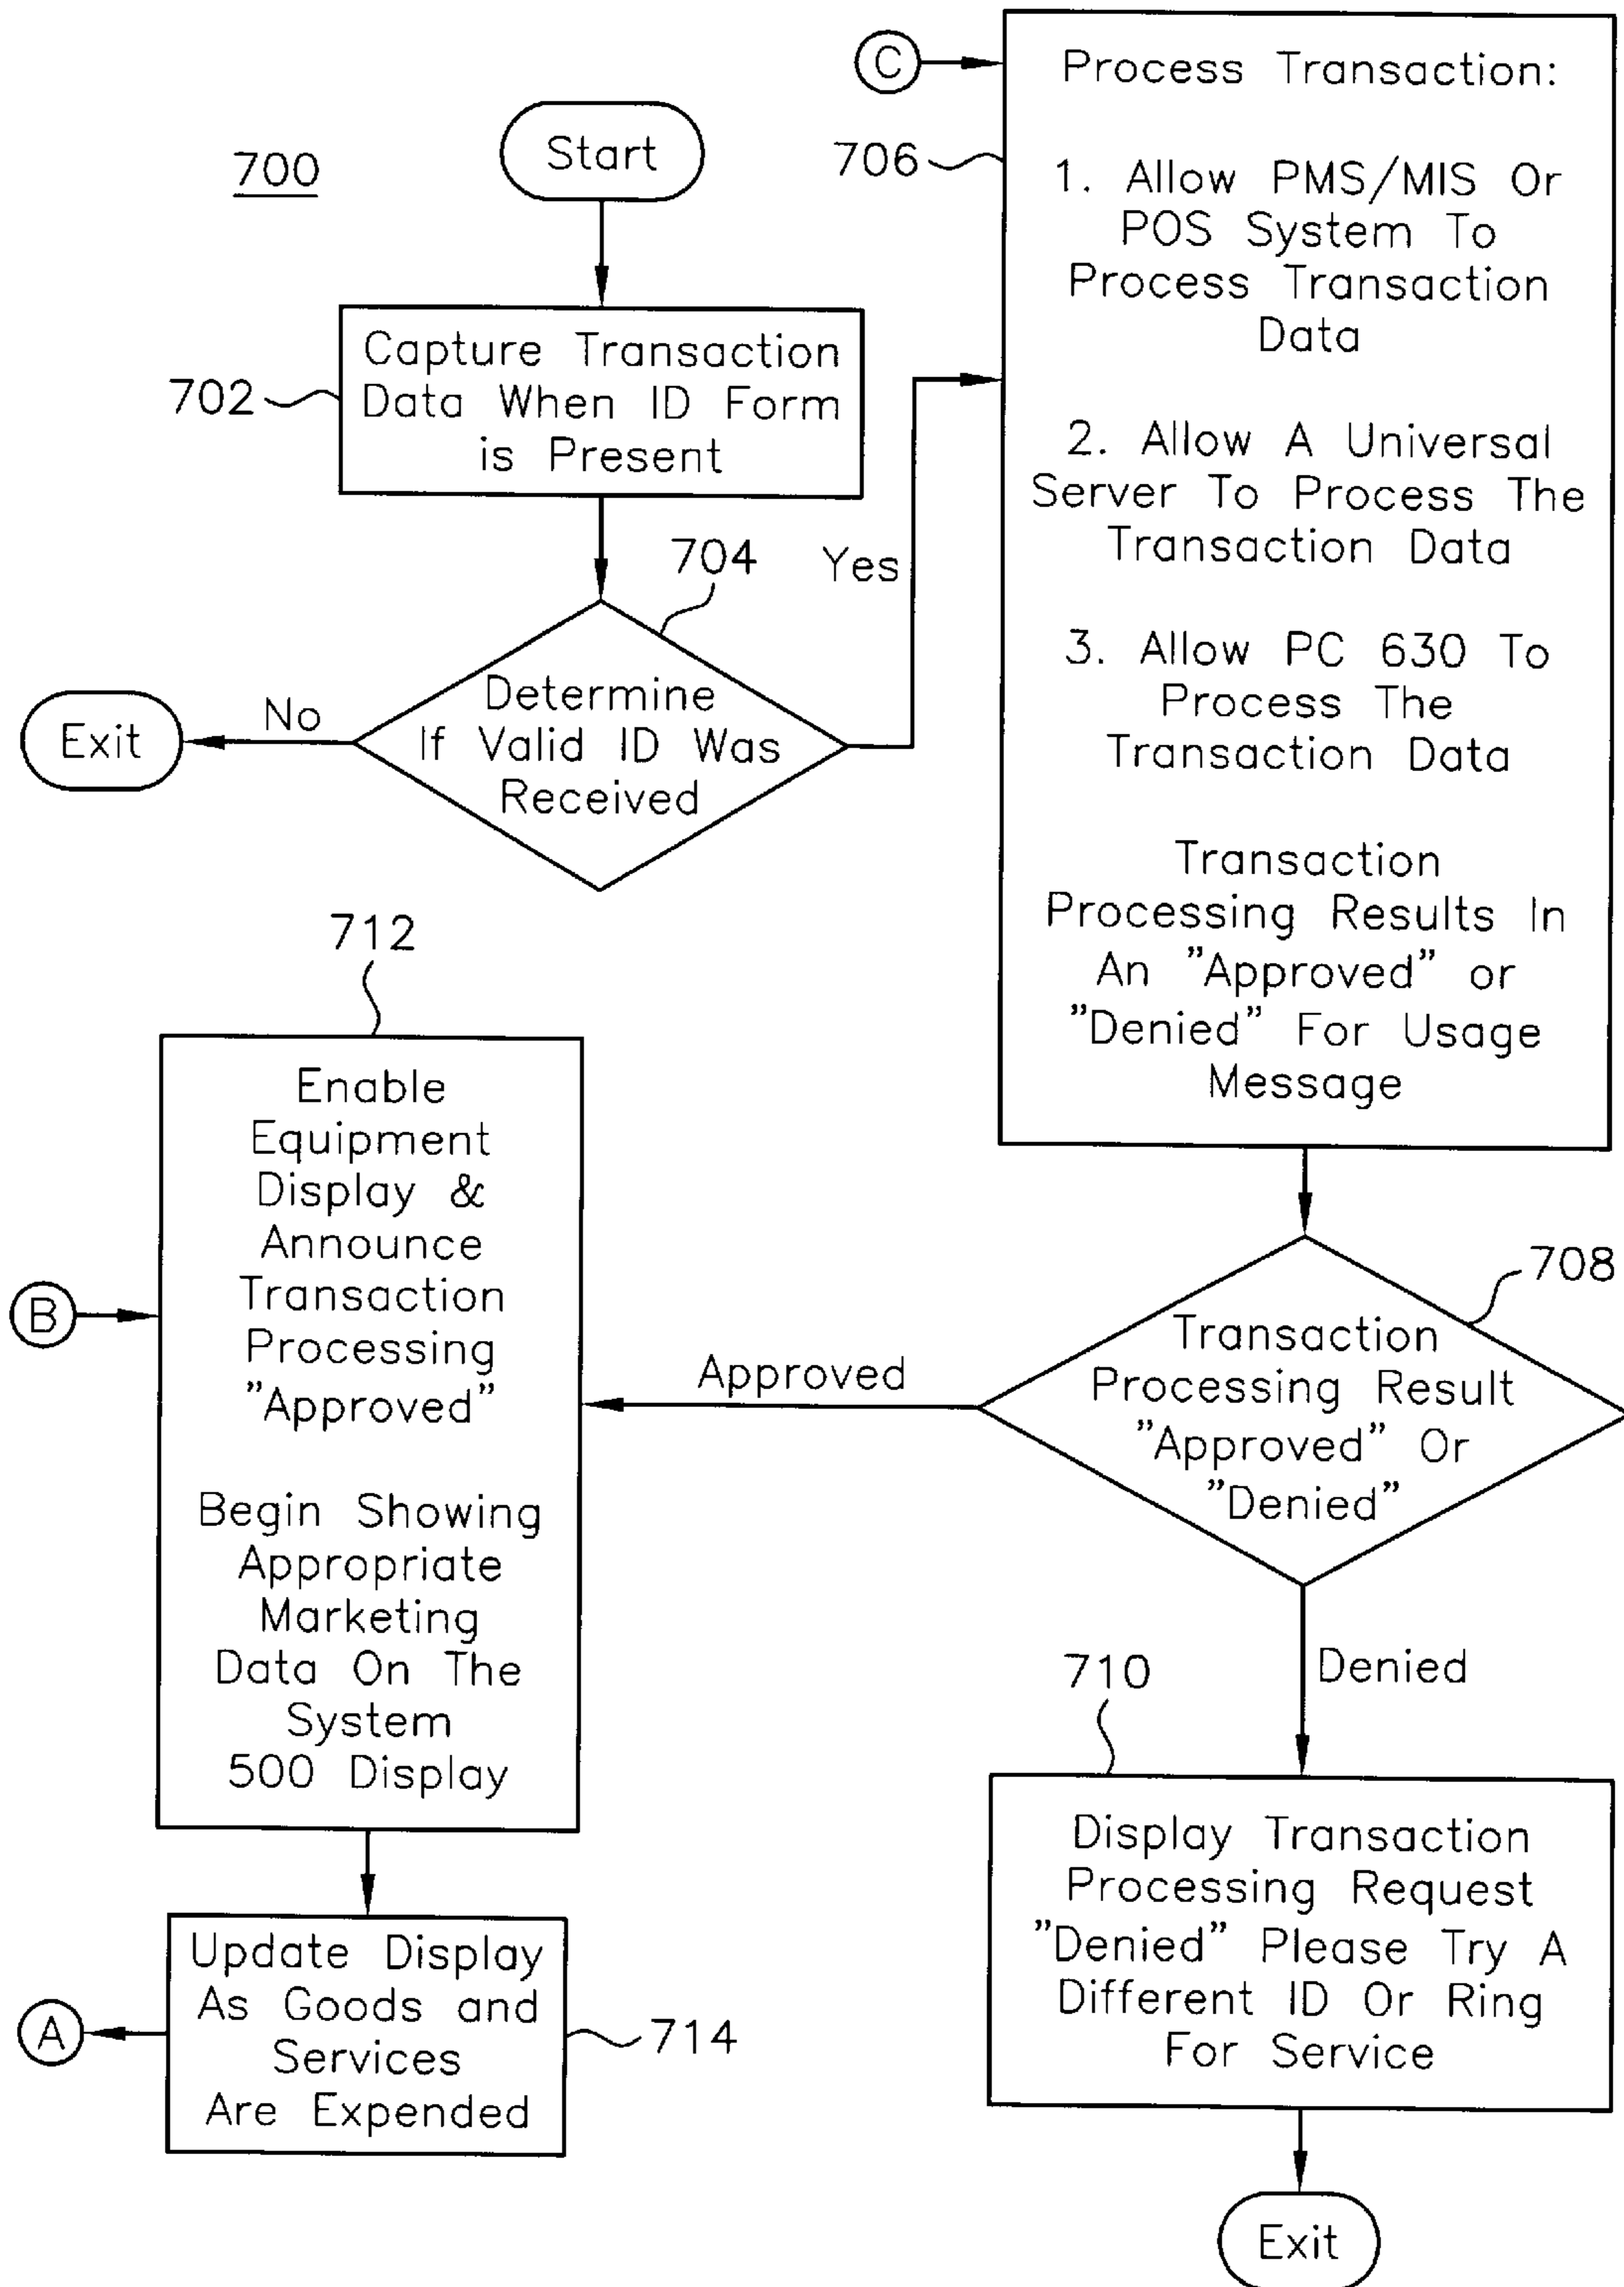 700
Start
702
Capture Transaction
Data When ID Form
is Present
704
Determine
If Valid ID Was
Received
No
Exit
Yes
C
706
Process Transaction:
1. Allow PMS/MIS Or
POS System To
Process Transaction
Data
2. Allow A Universal
Server To Process The
Transaction Data
3. Allow PC 630 To
Process The
Transaction Data
Transaction
Processing Results In
An "Approved" or
"Denied" For Usage
Message
708
Transaction
Processing Result
"Approved" Or
"Denied"
Approved
Denied
710
Display Transaction
Processing Request
"Denied" Please Try A
Different ID Or Ring
For Service
Exit
712
B
Enable
Equipment
Display &
Announce
Transaction
Processing
"Approved"
Begin Showing
Appropriate
Marketing
Data On The
System
500 Display
714
Update Display
As Goods and
Services
Are Expended
A